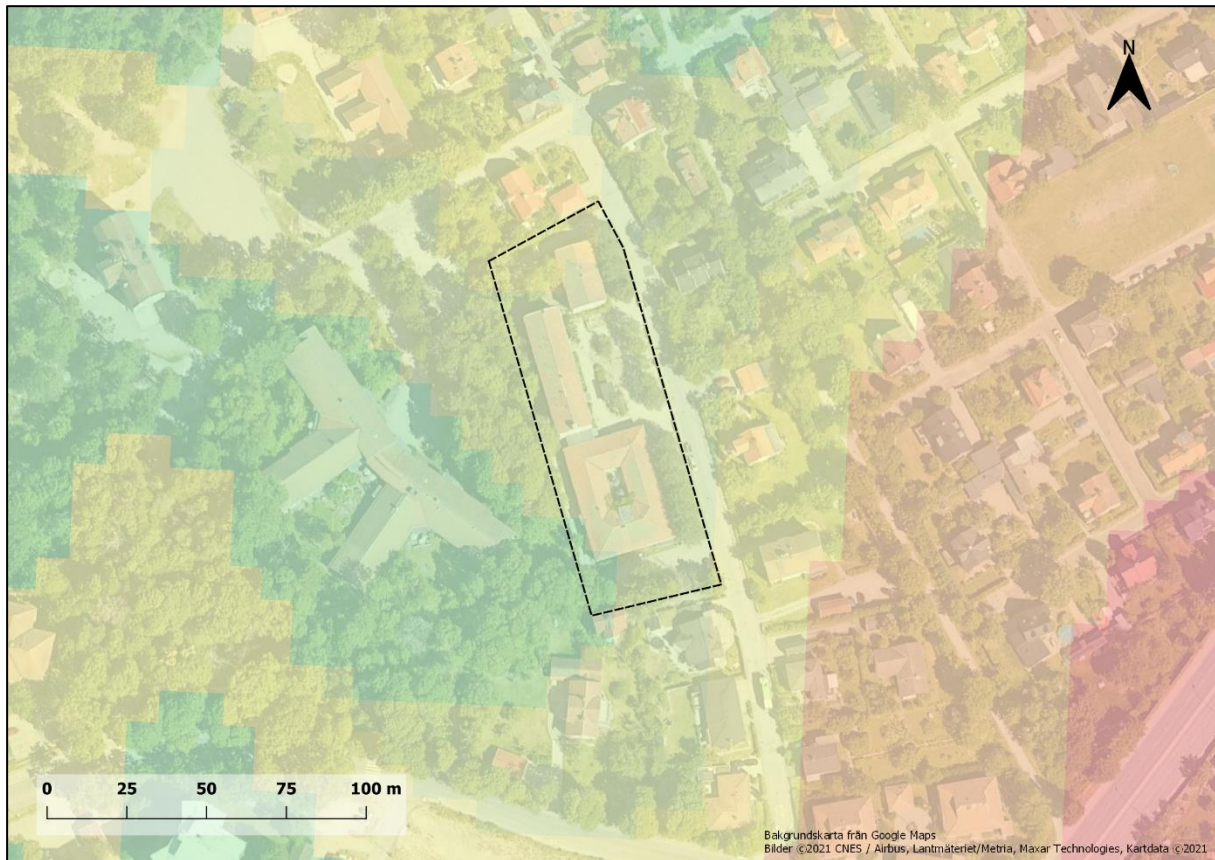 N
0 25 50 75 100 m
Bakgrundskarta från Google Maps
Bilder ©2021 CNES / Airbus, Lantmäteriet/Metria, Maxar Technologies, Kartdata ©2021